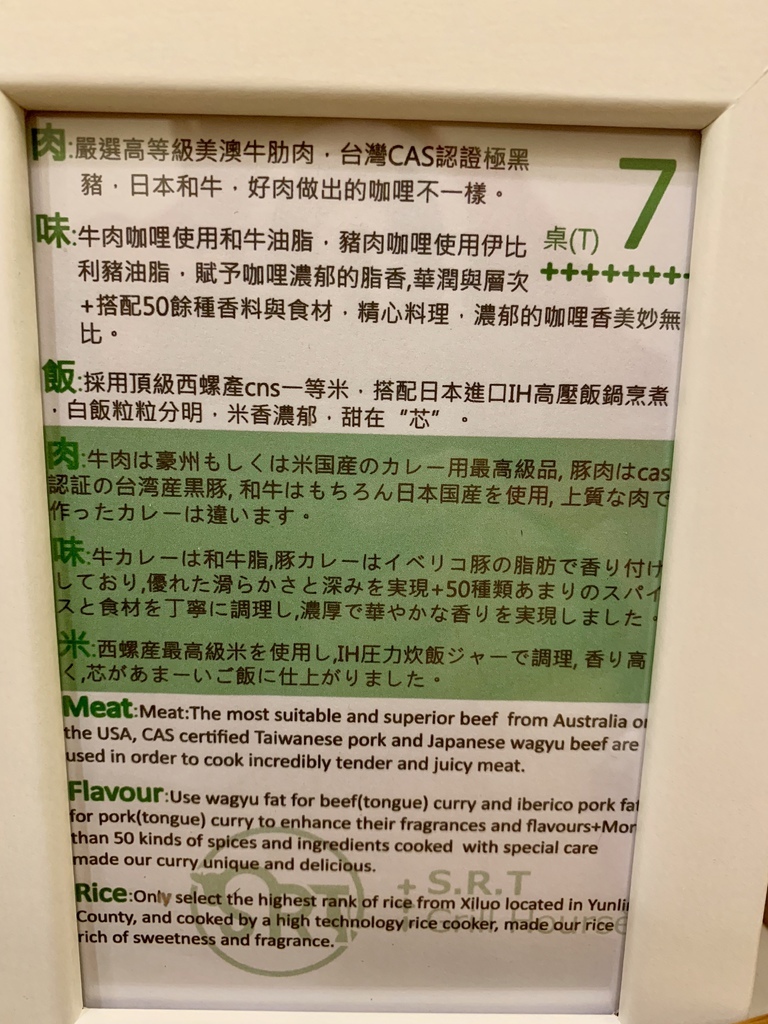 肉:嚴選高等級美澳牛肋肉，台灣CAS認證極黑
豬，日本和牛，好肉做出的咖哩不一樣。
7
桌(T)
++++++++
味:牛肉咖哩使用和牛油脂，豬肉咖哩使用伊比
利豬油脂，賦予咖哩濃郁的脂香,華潤與層次
+搭配50餘種香料與食材，精心料理，濃郁的咖哩香美妙無
比。
飯:採用頂級西螺產cns一等米，搭配日本進口IH高壓飯鍋烹煮
，白飯粒粒分明，米香濃郁，甜在“芯”。
肉:牛肉は豪州もしくは米国産のカレー用最高級品, 豚肉はcas
認証の台湾産黒豚, 和牛はもちろん日本国産を使用, 上質な肉で
作ったカレーは違います。
味:牛カレーは和牛脂,豚カレーはイベリコ豚の脂肪で香り付け
しており,優れた滑らかさと深みを実現+50種類あまりのスパイ
スと食材を丁寧に調理し,濃厚で華やかな香りを実現しました。
米:西螺産最高級米を使用し,IH圧力炊飯ジャーで調理, 香り高
く,芯があまーいご飯に仕上がりました。
Meat:Meat:The most suitable and superior beef from Australia or
the USA, CAS certified Taiwanese pork and Japanese wagyu beef are
used in order to cook incredibly tender and juicy meat.
Flavour:Use wagyu fat for beef(tongue) curry and iberico pork fat
for pork(tongue) curry to enhance their fragrances and flavours+Mor
than 50 kinds of spices and ingredients cooked with special care
made our curry unique and delicious.
Rice:Only select the highest rank of rice from Xiluo located in Yunlin
County, and cooked by a high technology rice cooker, made our rice
rich of sweetness and fragrance.
SRT
+ S.R.T
+ Grill Hourse